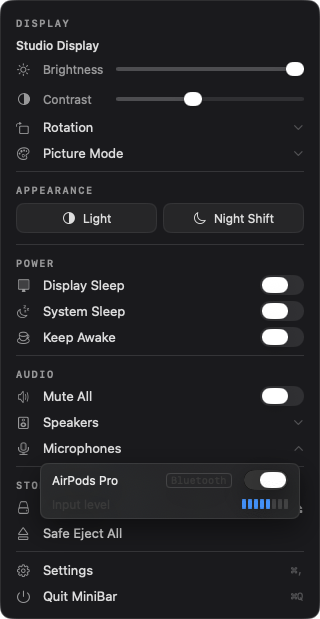 DISPLAY
Studio Display
Brightness
Contrast
Rotation
Picture Mode
APPEARANCE
Light Night Shift
POWER
Display Sleep
System Sleep
Keep Awake
AUDIO
Mute All
Speakers
Microphones
AirPods Pro Bluetooth
Input level
Safe Eject All
Settings ⌘,
Quit MiniBar ⌘Q